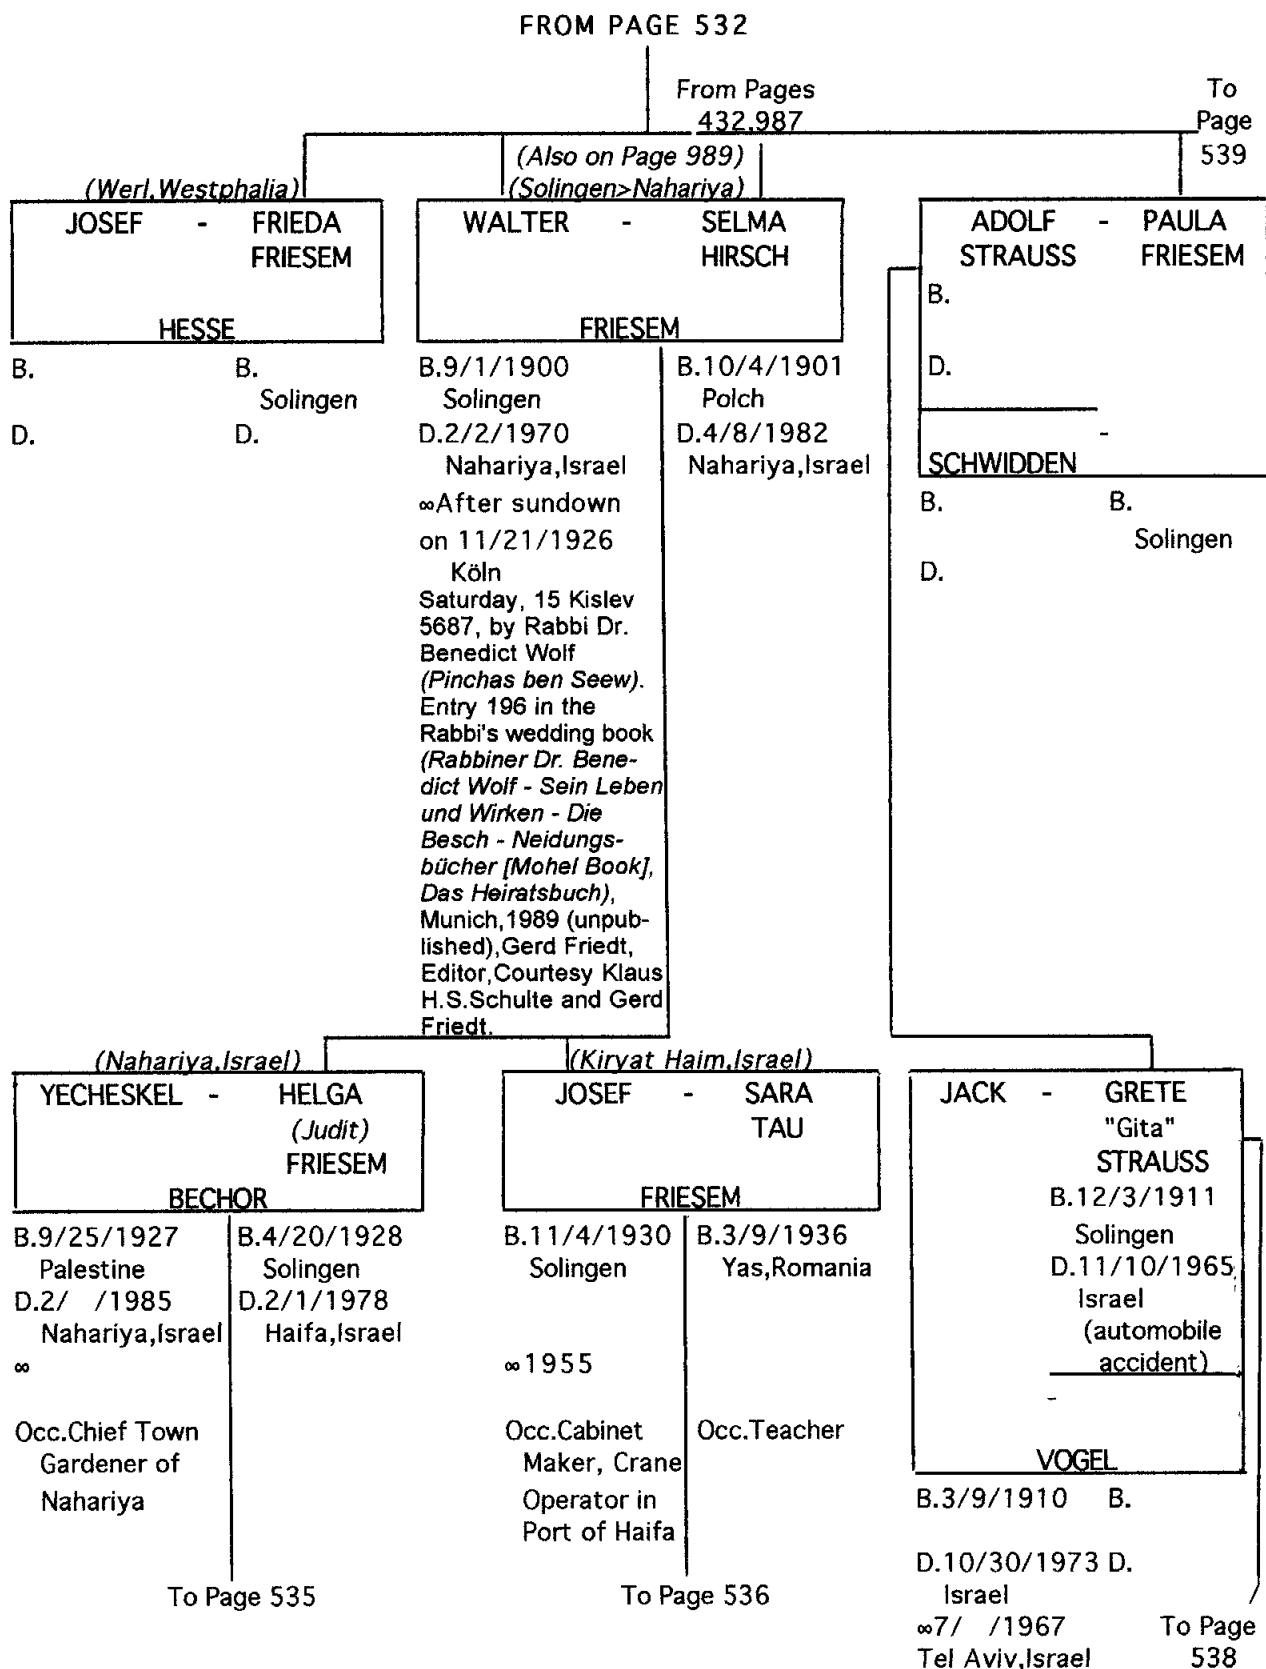 FROM PAGE 532
From Pages
432,987
To
Page
539
(Also on Page 989)
(Werl,Westphalia)
(Solingen>Nahariya)
JOSEF - FRIEDA
FRIESEM
HESSE
B. B.
Solingen
D. D.
WALTER - SELMA
HIRSCH
FRIESEM
B.9/1/1900
Solingen
D.2/2/1970
Nahariya,Israel
∞After sundown
on 11/21/1926
Köln
Saturday, 15 Kislev
5687, by Rabbi Dr.
Benedict Wolf
(Pinchas ben Seew).
Entry 196 in the
Rabbi's wedding book
(Rabbiner Dr. Bene-
dict Wolf - Sein Leben
und Wirken - Die
Besch - Neidungs-
bücher [Mohel Book],
Das Heiratsbuch),
Munich,1989 (unpub-
lished),Gerd Friedt,
Editor,Courtesy Klaus
H.S.Schulte and Gerd
Friedt.
B.10/4/1901
Polch
D.4/8/1982
Nahariya,Israel
ADOLF - PAULA
STRAUSS FRIESEM
B.
D.
-
SCHWIDDEN
B. B.
Solingen
D.
(Nahariya,Israel)
YECHESKEL - HELGA
(Judit)
FRIESEM
BECHOR
B.9/25/1927
Palestine
D.2/ /1985
Nahariya,Israel
∞
Occ.Chief Town
Gardener of
Nahariya
B.4/20/1928
Solingen
D.2/1/1978
Haifa,Israel
To Page 535
(Kiryat Haim,Israel)
JOSEF - SARA
TAU
FRIESEM
B.11/4/1930
Solingen
∞1955
Occ.Cabinet
Maker, Crane
Operator in
Port of Haifa
B.3/9/1936
Yas,Romania
Occ.Teacher
To Page 536
JACK - GRETE
"Gita"
STRAUSS
B.12/3/1911
Solingen
D.11/10/1965
Israel
(automobile
accident)
-
VOGEL
B.3/9/1910 B.
D.10/30/1973 D.
Israel
∞7/ /1967
Tel Aviv,Israel
To Page
538